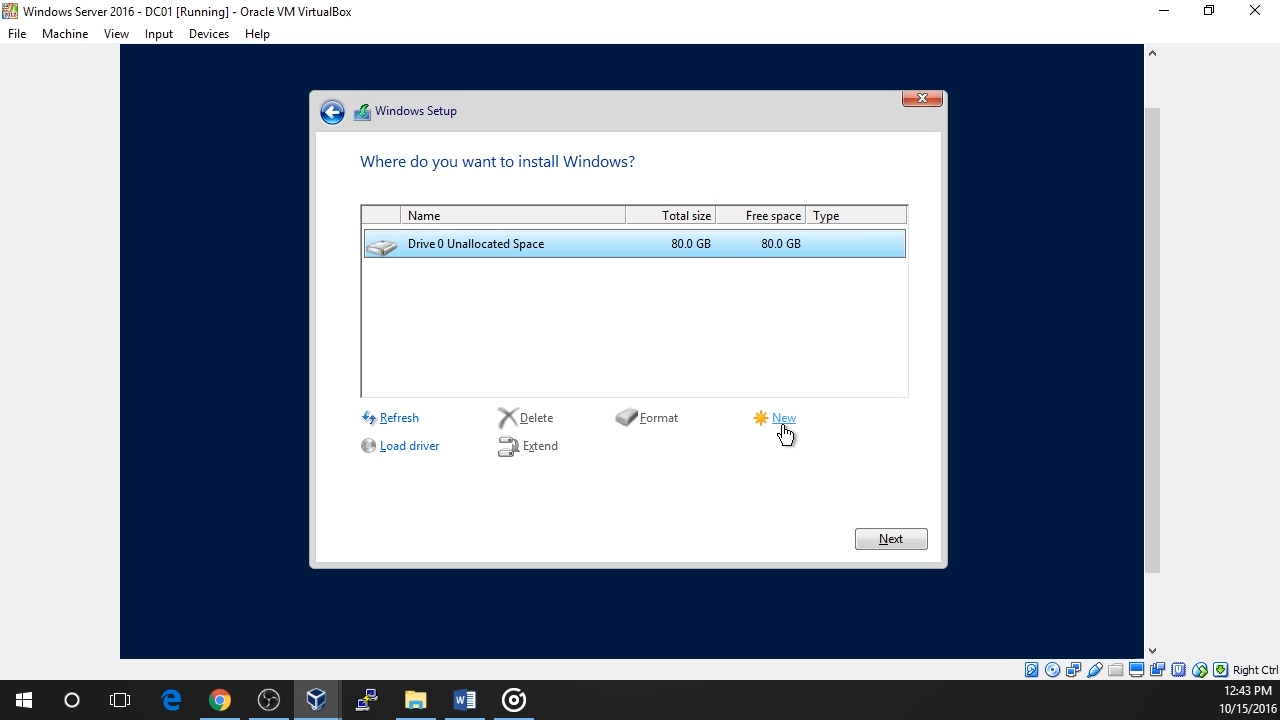 Windows Server 2016 - DC01 [Running] - Oracle VM VirtualBox
File Machine View Input Devices Help
Windows Setup
Where do you want to install Windows?
Name Total size Free space Type
Drive 0 Unallocated Space 80.0 GB 80.0 GB
Refresh Delete Format New
Load driver Extend
Next
Right Ctrl
12:43 PM
10/15/2016